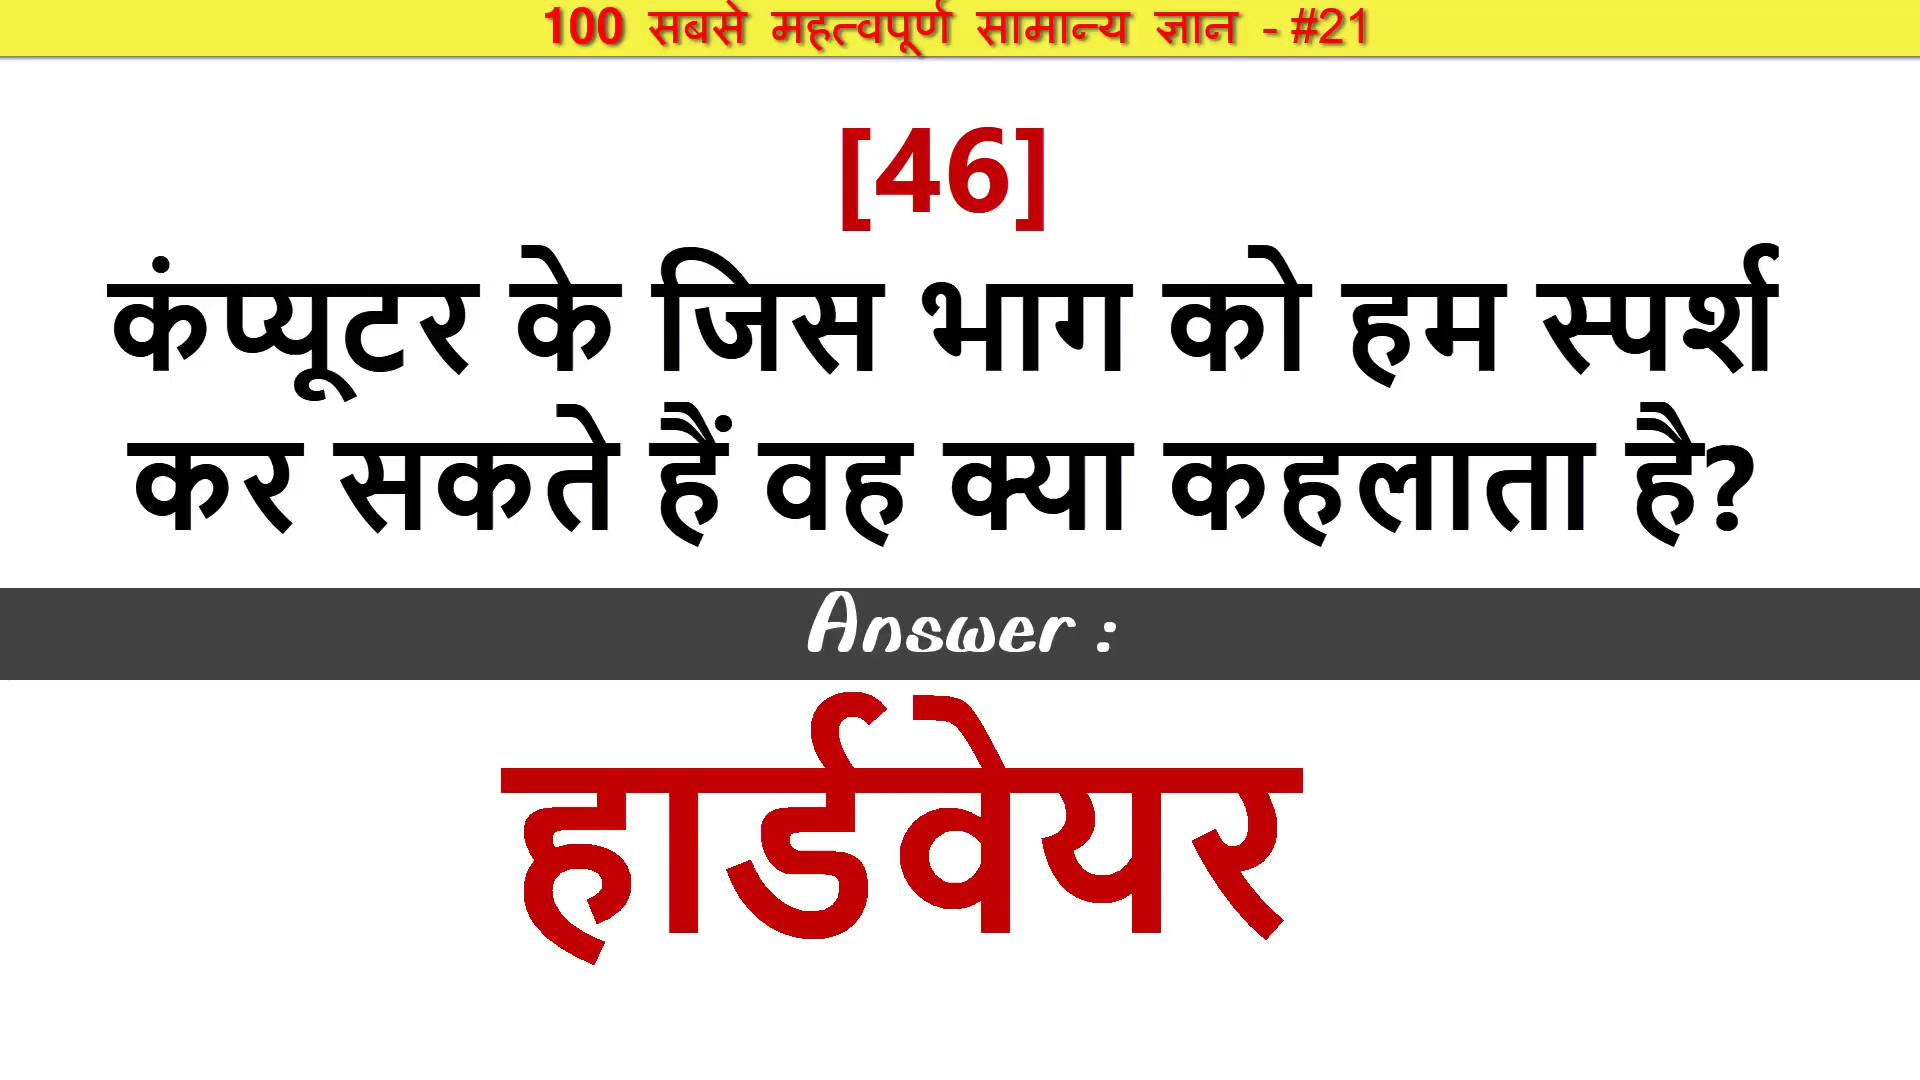 100 सबसे महत्वपूर्ण सामान्य ज्ञान - #21
[46]
कंप्यूटर के जिस भाग को हम स्पर्श
कर सकते हैं वह क्या कहलाता है?
Answer :
हार्डवेयर